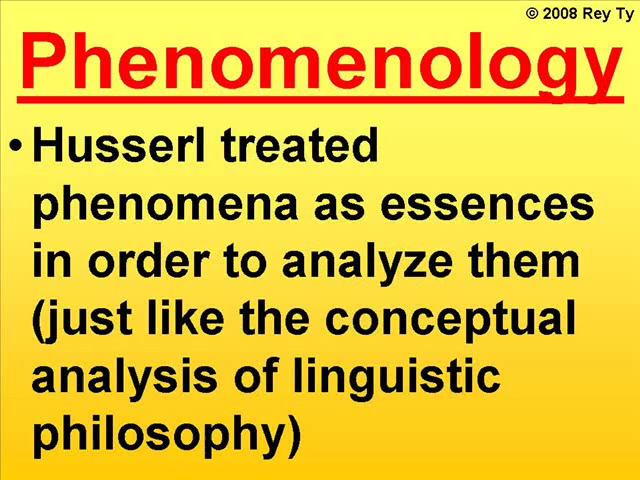 © 2008 Rey Ty
Phenomenology
• Husserl treated
phenomena as essences
in order to analyze them
(just like the conceptual
analysis of linguistic
philosophy)